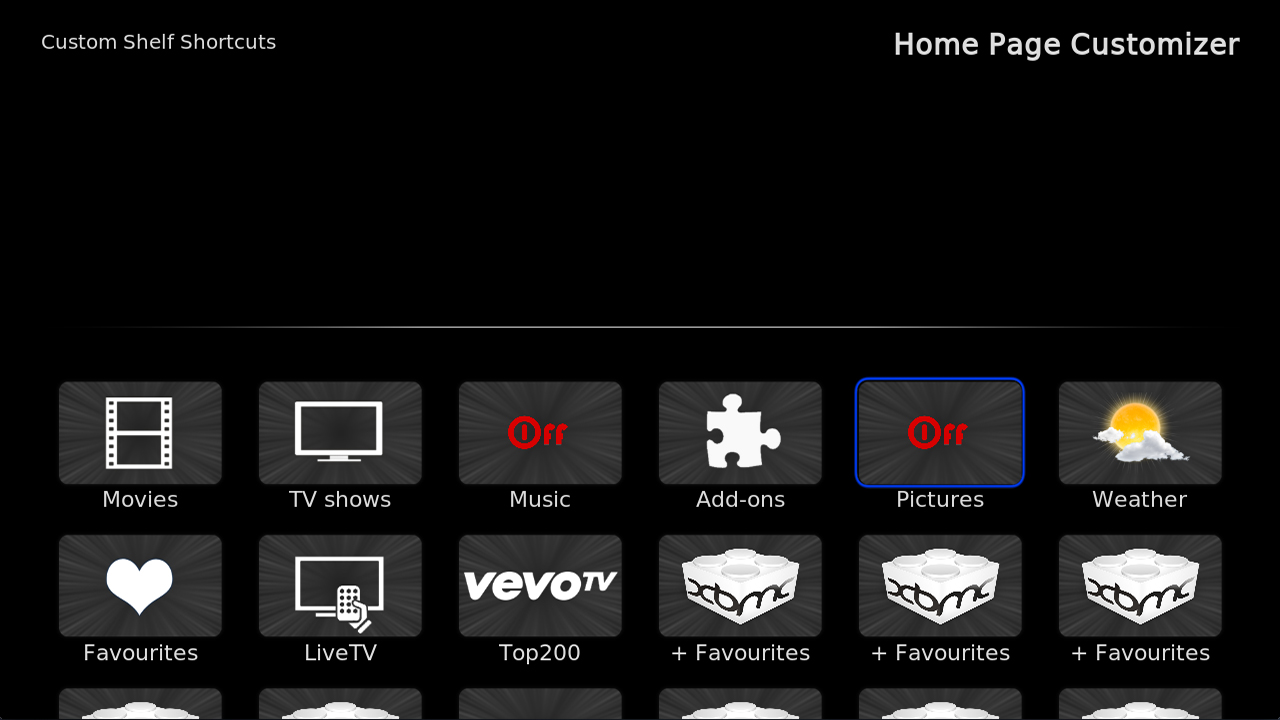 Custom Shelf Shortcuts
Home Page Customizer
OFF
OFF
Movies
TV shows
Music
Add-ons
Pictures
Weather
vevo TV
xbmc
xbmc
xbmc
Favourites
LiveTV
Top200
+ Favourites
+ Favourites
+ Favourites